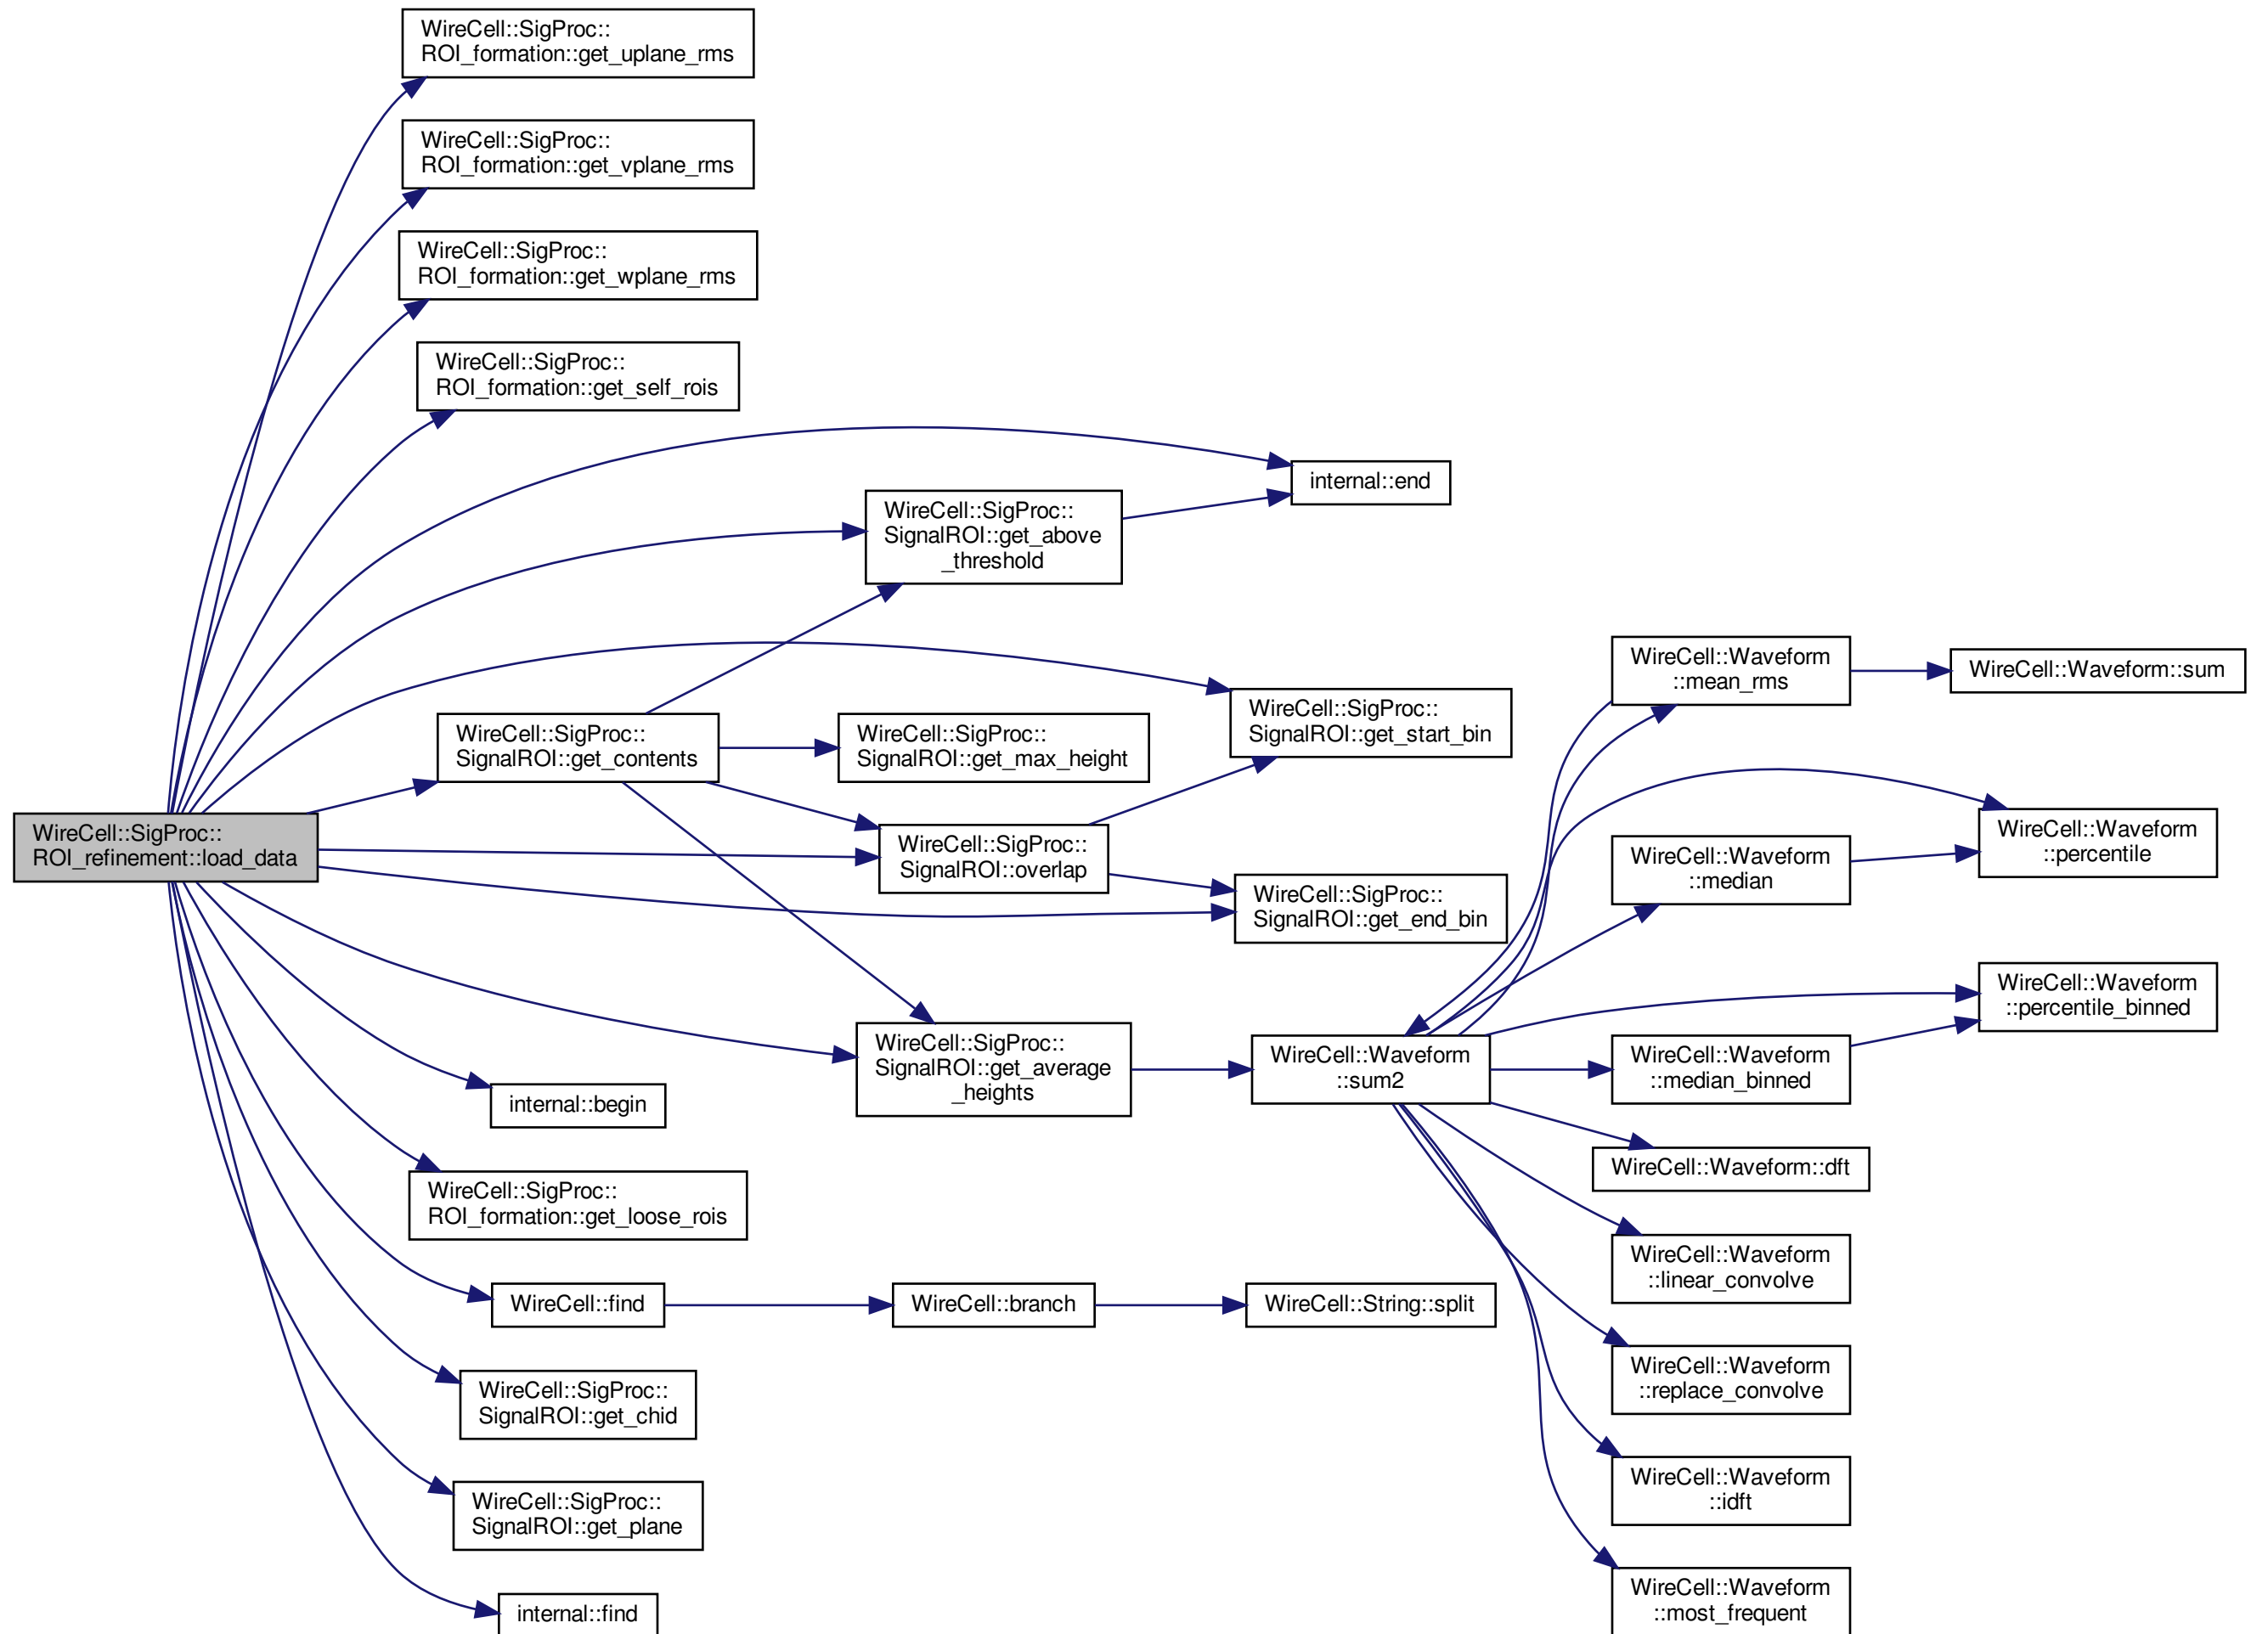 WireCell::SigProc::
ROI_formation::get_uplane_rms
WireCell::SigProc::
ROI_formation::get_vplane_rms
WireCell::SigProc::
ROI_formation::get_wplane_rms
WireCell::SigProc::
ROI_formation::get_self_rois
internal::end
WireCell::SigProc::
SignalROI::get_above
_threshold
WireCell::Waveform
::mean_rms
WireCell::Waveform::sum
WireCell::SigProc::
SignalROI::get_start_bin
WireCell::SigProc::
SignalROI::get_contents
WireCell::SigProc::
SignalROI::get_max_height
WireCell::SigProc::
ROI_refinement::load_data
WireCell::SigProc::
SignalROI::overlap
WireCell::Waveform
::percentile
WireCell::Waveform
::median
WireCell::SigProc::
SignalROI::get_end_bin
WireCell::Waveform
::percentile_binned
WireCell::SigProc::
SignalROI::get_average
_heights
WireCell::Waveform
::sum2
WireCell::Waveform
::median_binned
internal::begin
WireCell::Waveform::dft
WireCell::SigProc::
ROI_formation::get_loose_rois
WireCell::Waveform
::linear_convolve
WireCell::find
WireCell::branch
WireCell::String::split
WireCell::Waveform
::replace_convolve
WireCell::SigProc::
SignalROI::get_chid
WireCell::Waveform
::idft
WireCell::SigProc::
SignalROI::get_plane
WireCell::Waveform
::most_frequent
internal::find